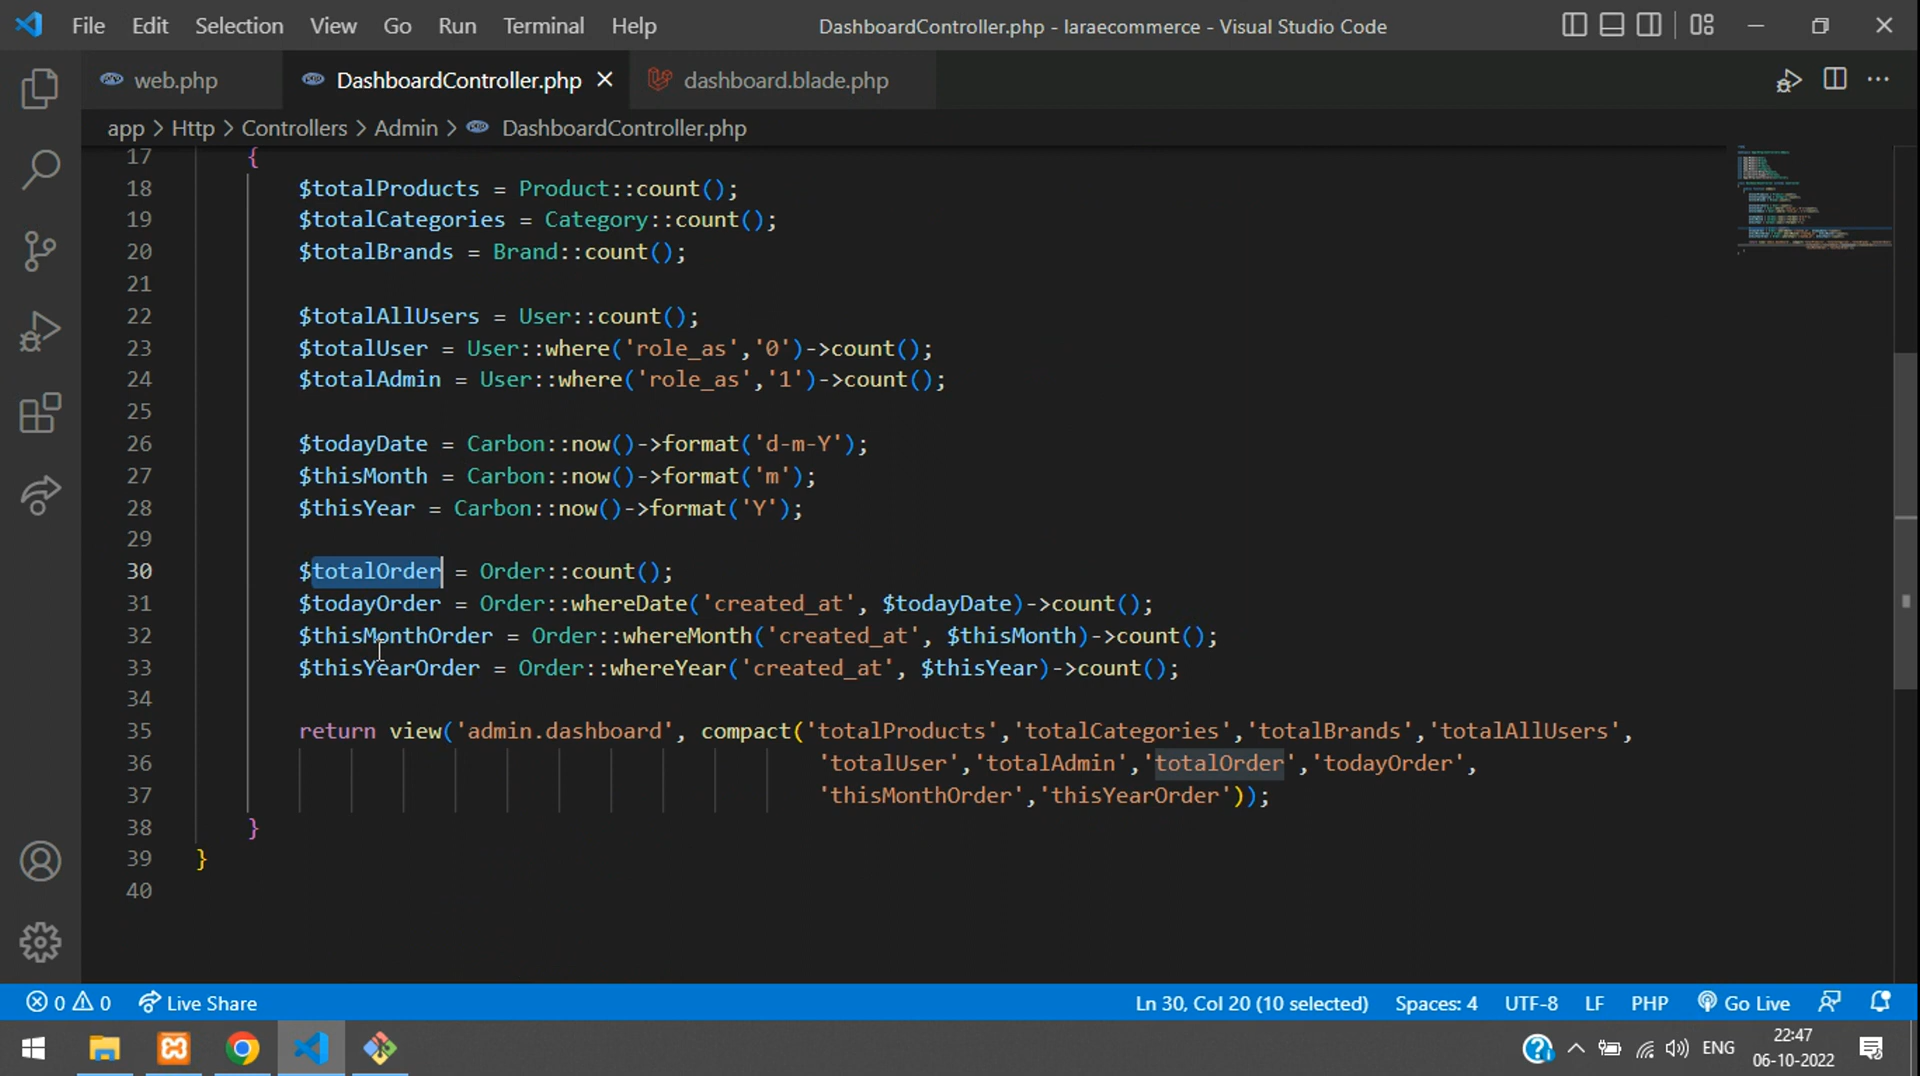 File Edit Selection View Go Run Terminal Help DashboardController.php - laraecommerce - Visual Studio Code
web.php DashboardController.php dashboard.blade.php
app > Http > Controllers > Admin > DashboardController.php
17 {
18 $totalProducts = Product::count();
19 $totalCategories = Category::count();
20 $totalBrands = Brand::count();
21
22 $totalAllUsers = User::count();
23 $totalUser = User::where('role_as','0')->count();
24 $totalAdmin = User::where('role_as','1')->count();
25
26 $todayDate = Carbon::now()->format('d-m-Y');
27 $thisMonth = Carbon::now()->format('m');
28 $thisYear = Carbon::now()->format('Y');
29
30 $totalOrder = Order::count();
31 $todayOrder = Order::whereDate('created_at', $todayDate)->count();
32 $thisMonthOrder = Order::whereMonth('created_at', $thisMonth)->count();
33 $thisYearOrder = Order::whereYear('created_at', $thisYear)->count();
34
35 return view('admin.dashboard', compact('totalProducts','totalCategories','totalBrands','totalAllUsers',
36 'totalUser','totalAdmin','totalOrder','todayOrder',
37 'thisMonthOrder','thisYearOrder'));
38 }
39 }
40
0 0 Live Share Ln 30, Col 20 (10 selected) Spaces: 4 UTF-8 LF PHP Go Live
ENG 22:47
06-10-2022